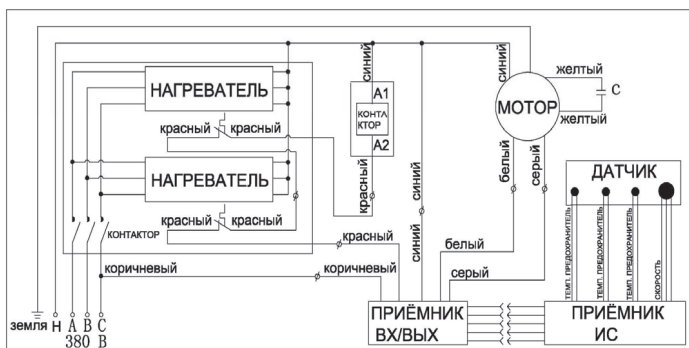 синий
синий
желтый
НАГРЕВАТЕЛЬ
A1
С
КОНТА
КТОР
МОТОР
красный
красный
желтый
A2
ДАТЧИК
НАГРЕВАТЕЛЬ
красный
синий
белый
серый
красный
красный
КОНТАКТОР
красный
синий
белый
ТЕМП. ПРЕДОХРАНИТЕЛЬ
ТЕМП. ПРЕДОХРАНИТЕЛЬ
ТЕМП. ПРЕДОХРАНИТЕЛЬ
СКОРОСТЬ
коричневый
коричневый
серый
земля
Н
A
B
C
380 В
ПРИЁМНИК
ВХ/ВЫХ
ПРИЁМНИК
ИС